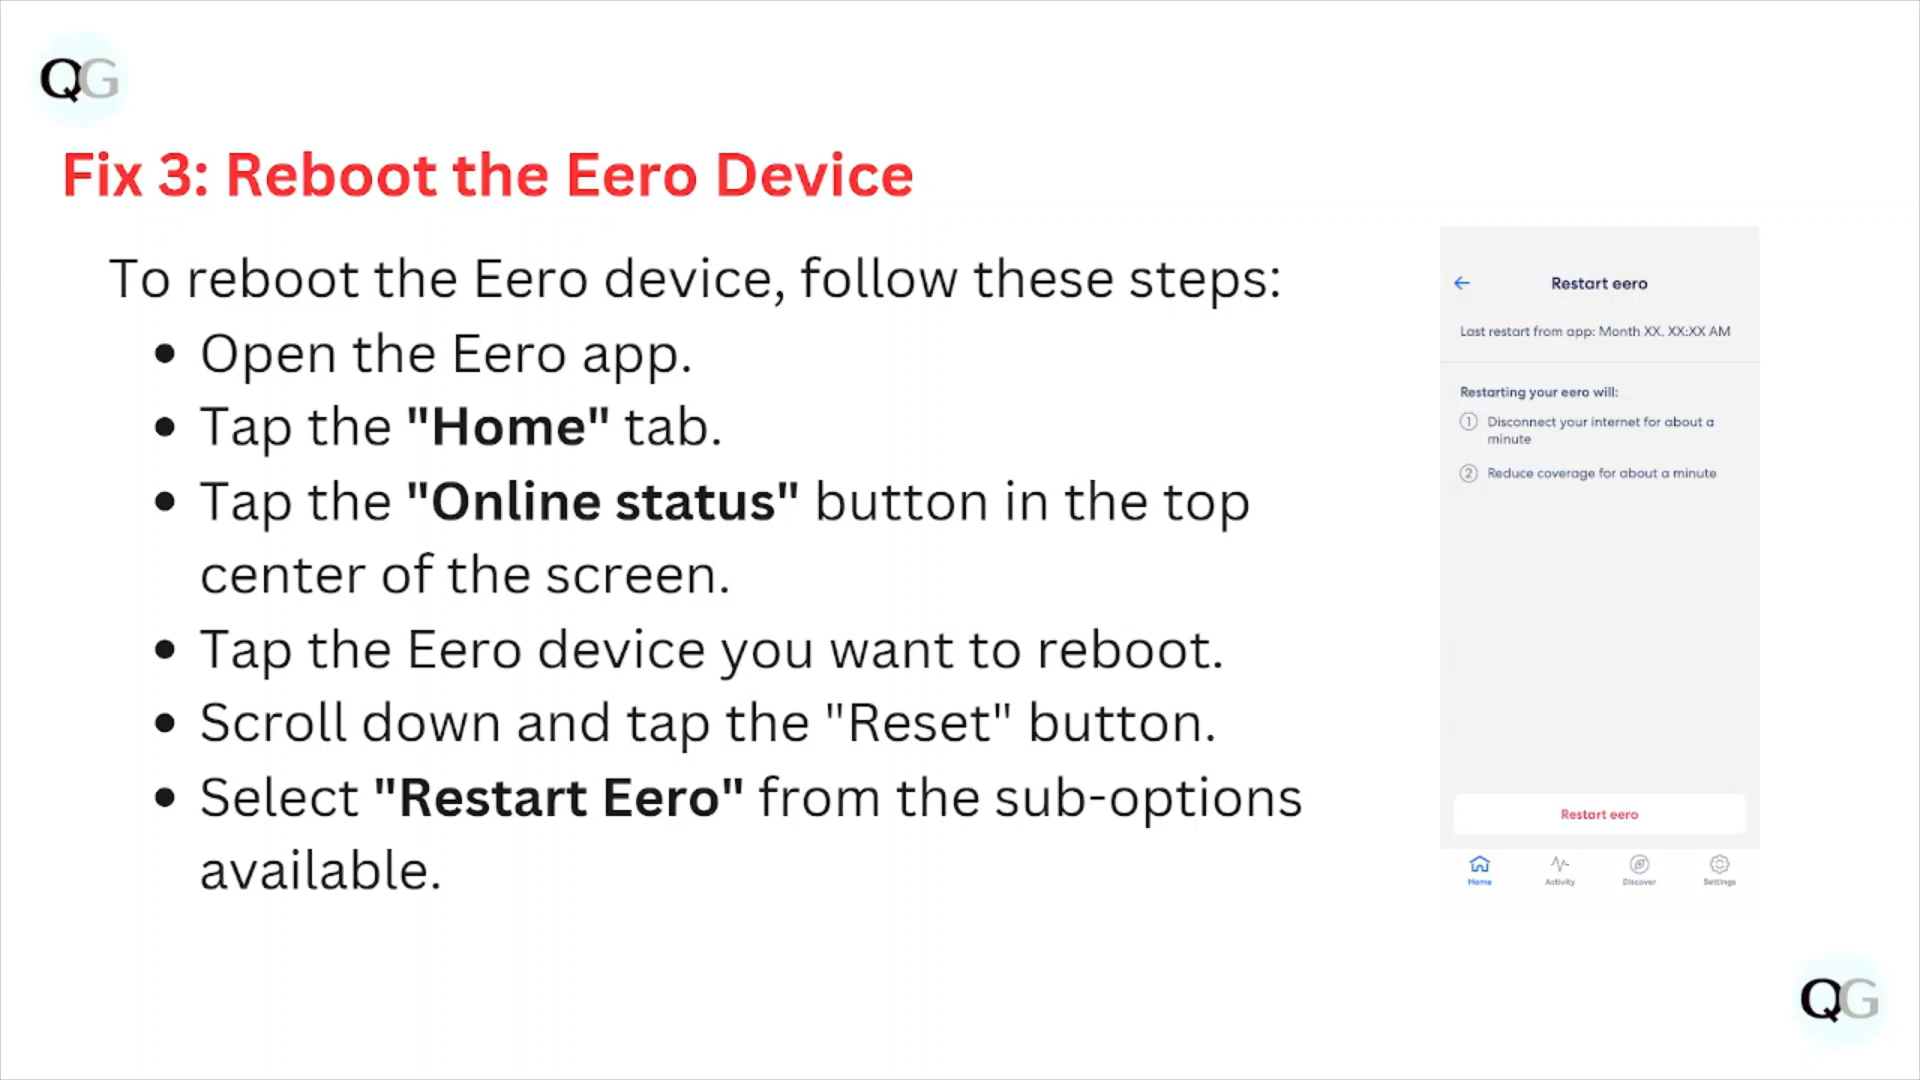 QG
Fix 3: Reboot the Eero Device
To reboot the Eero device, follow these steps:
• Open the Eero app.
• Tap the "Home" tab.
• Tap the "Online status" button in the top
center of the screen.
• Tap the Eero device you want to reboot.
• Scroll down and tap the "Reset" button.
• Select "Restart Eero" from the sub-options
available.
Restart eero
Last restart from app: Month XX, XX:XX AM
Restarting your eero will:
1 Disconnect your internet for about a
minute
2 Reduce coverage for about a minute
Restart eero
Home Activity Discover Settings
QG